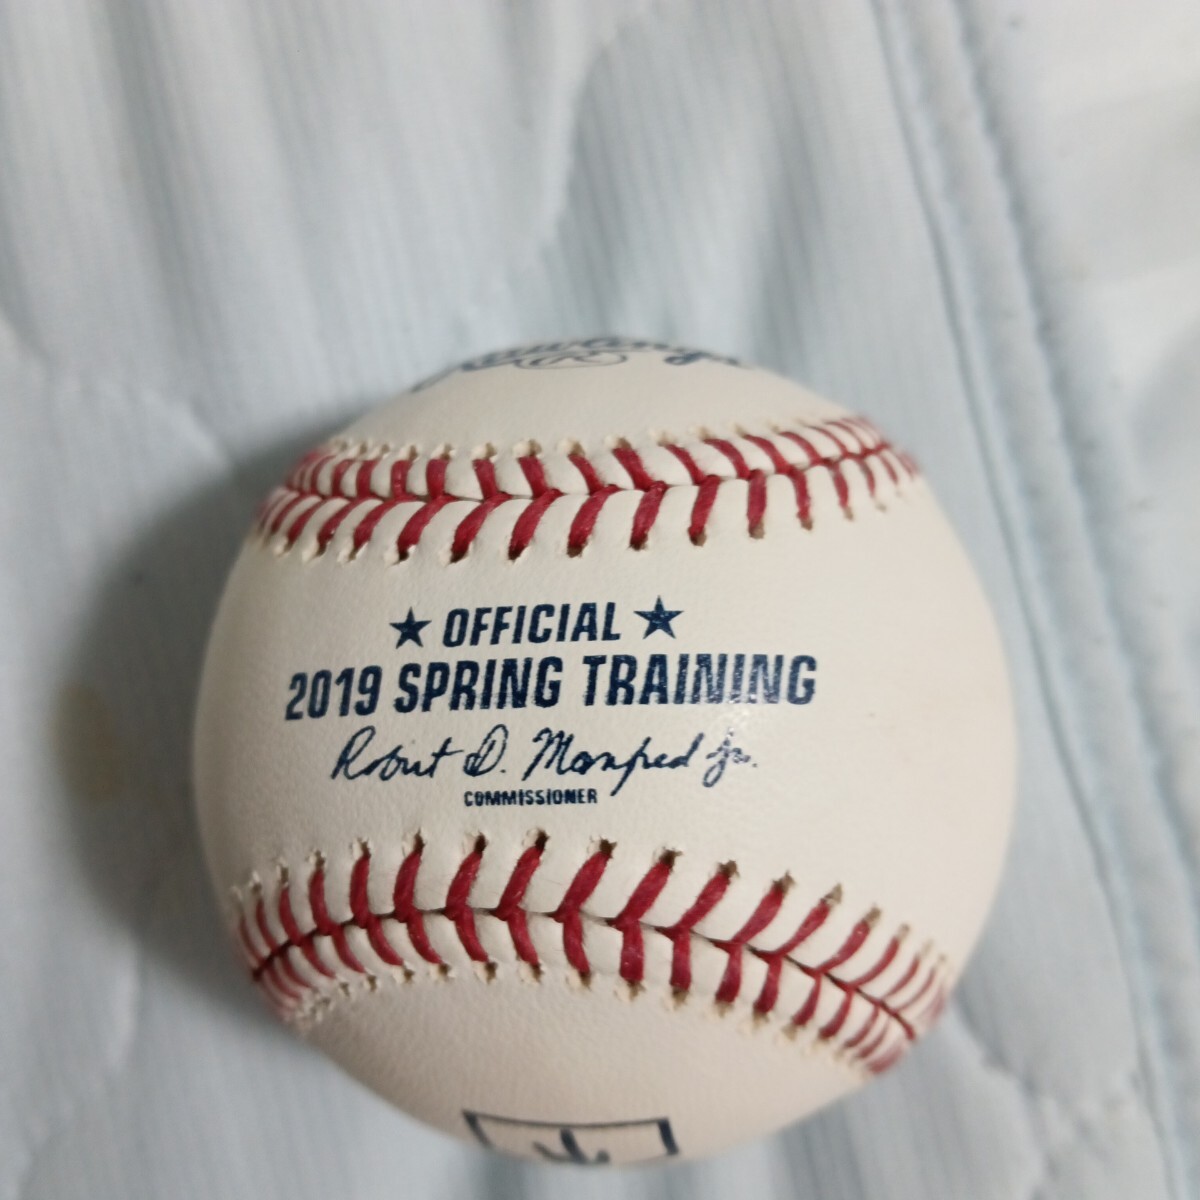 ★ OFFICIAL ★
2019 SPRING TRAINING
Robert D. Manfred Jr.
COMMISSIONER